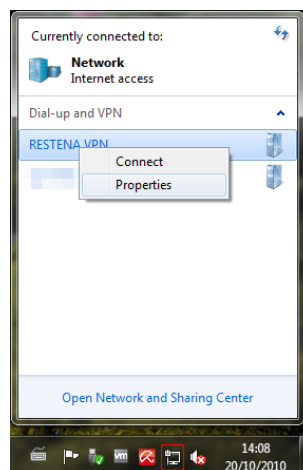 Currently connected to:
Network
Internet access
Dial-up and VPN
RESTENA VPN
Connect
Properties
Open Network and Sharing Center
vm
14:08
20/10/2010